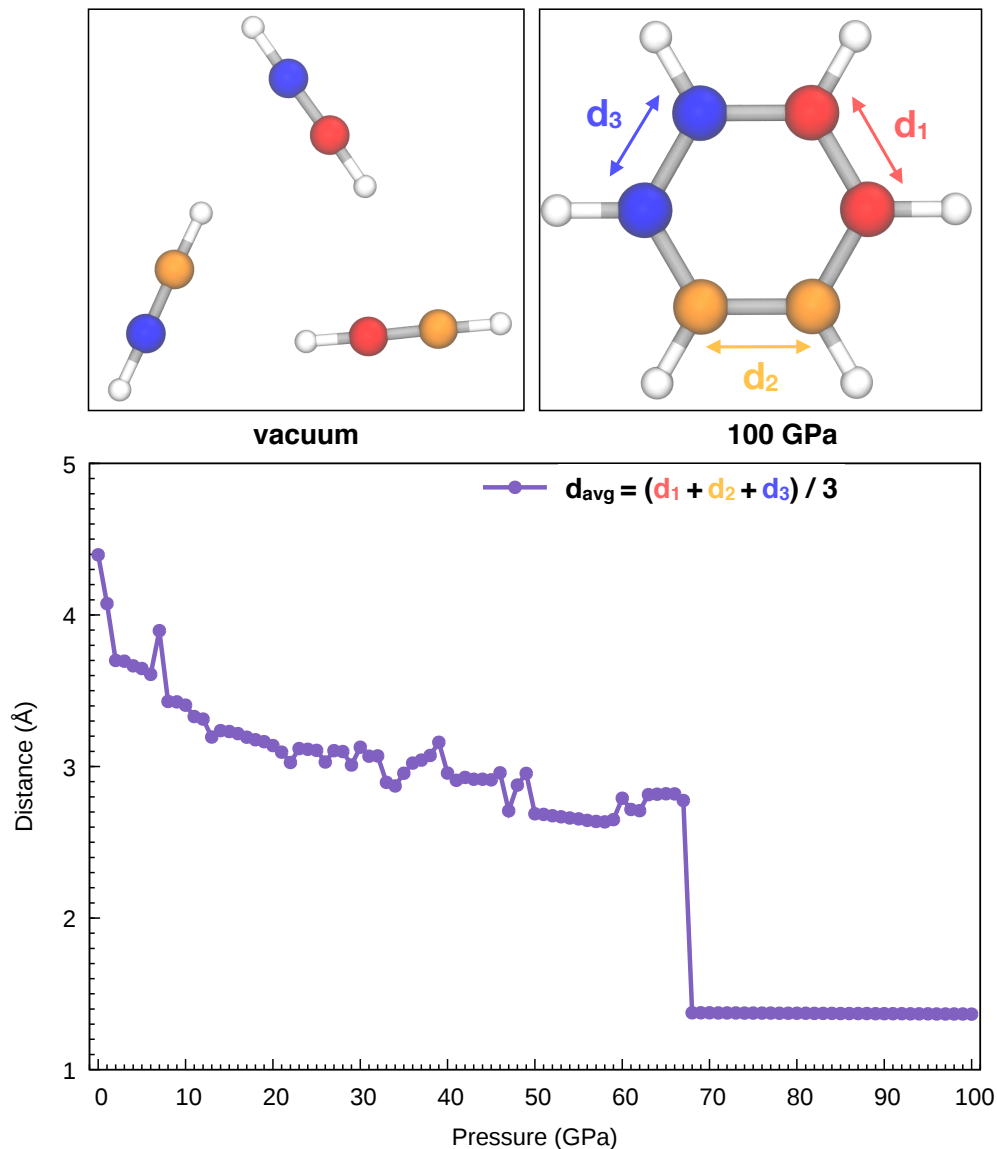 d₃
d₁
d₂
vacuum
100 GPa
d_avg = (d₁ + d₂ + d₃) / 3
5
4
3
2
1
Distance (Å)
0 10 20 30 40 50 60 70 80 90 100
Pressure (GPa)